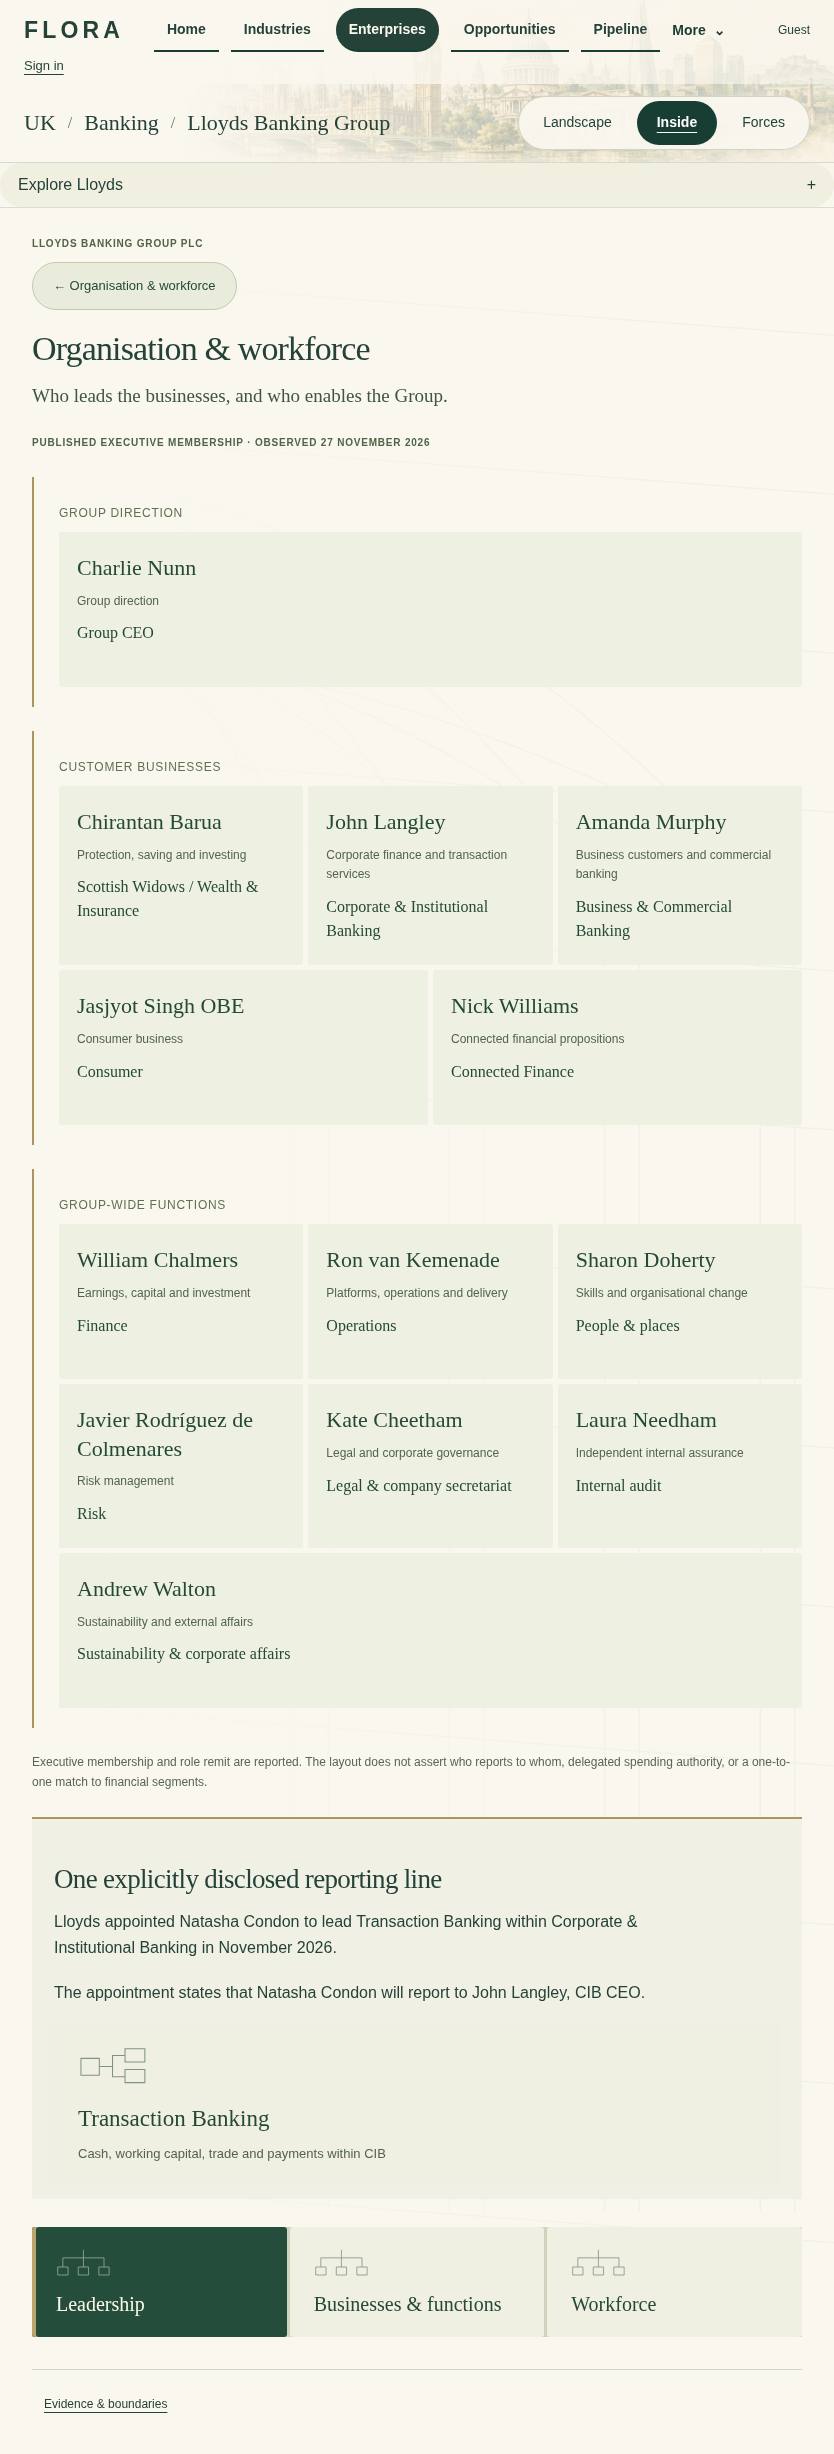 FLORA
Home
Industries
Enterprises
Opportunities
Pipeline
More
Guest
Sign in
UK / Banking / Lloyds Banking Group
Landscape
Inside
Forces
Explore Lloyds
+
LLOYDS BANKING GROUP PLC
← Organisation & workforce
Organisation & workforce
Who leads the businesses, and who enables the Group.
PUBLISHED EXECUTIVE MEMBERSHIP · OBSERVED 27 NOVEMBER 2026
GROUP DIRECTION
Charlie Nunn
Group direction
Group CEO
CUSTOMER BUSINESSES
Chirantan Barua
Protection, saving and investing
Scottish Widows / Wealth &
Insurance
John Langley
Corporate finance and transaction
services
Corporate & Institutional
Banking
Amanda Murphy
Business customers and commercial
banking
Business & Commercial
Banking
Jasjyot Singh OBE
Consumer business
Consumer
Nick Williams
Connected financial propositions
Connected Finance
GROUP-WIDE FUNCTIONS
William Chalmers
Earnings, capital and investment
Finance
Ron van Kemenade
Platforms, operations and delivery
Operations
Sharon Doherty
Skills and organisational change
People & places
Javier Rodríguez de
Colmenares
Risk management
Risk
Kate Cheetham
Legal and corporate governance
Legal & company secretariat
Laura Needham
Independent internal assurance
Internal audit
Andrew Walton
Sustainability and external affairs
Sustainability & corporate affairs
Executive membership and role remit are reported. The layout does not assert who reports to whom, delegated spending authority, or a one-to-
one match to financial segments.
One explicitly disclosed reporting line
Lloyds appointed Natasha Condon to lead Transaction Banking within Corporate &
Institutional Banking in November 2026.
The appointment states that Natasha Condon will report to John Langley, CIB CEO.
Transaction Banking
Cash, working capital, trade and payments within CIB
Leadership
Businesses & functions
Workforce
Evidence & boundaries